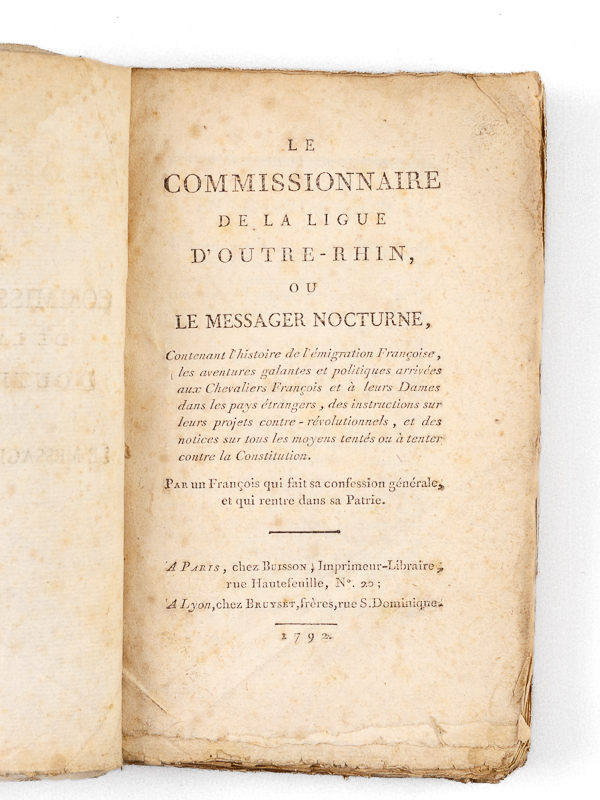 LE
COMMISSIONNAIRE
DE LA LIGUE
D'OUTRE-RHIN,
OU
LE MESSAGER NOCTURNE,
Contenant l'histoire de l'émigration Françoise,
les aventures galantes et politiques arrivées
aux Chevaliers François et à leurs Dames
dans les pays étrangers, des instructions sur
leurs projets contre-révolutionnels, et des
notices sur tous les moyens tentés ou à tenter
contre la Constitution.
PAR un François qui fait sa confession générale,
et qui rentre dans sa Patrie.
A PARIS, chez BUISSON, Imprimeur-Libraire,
rue Hautefeuille, N°. 20;
A Lyon, chez BRUYSET, frères, rue S. Dominique.
1792.